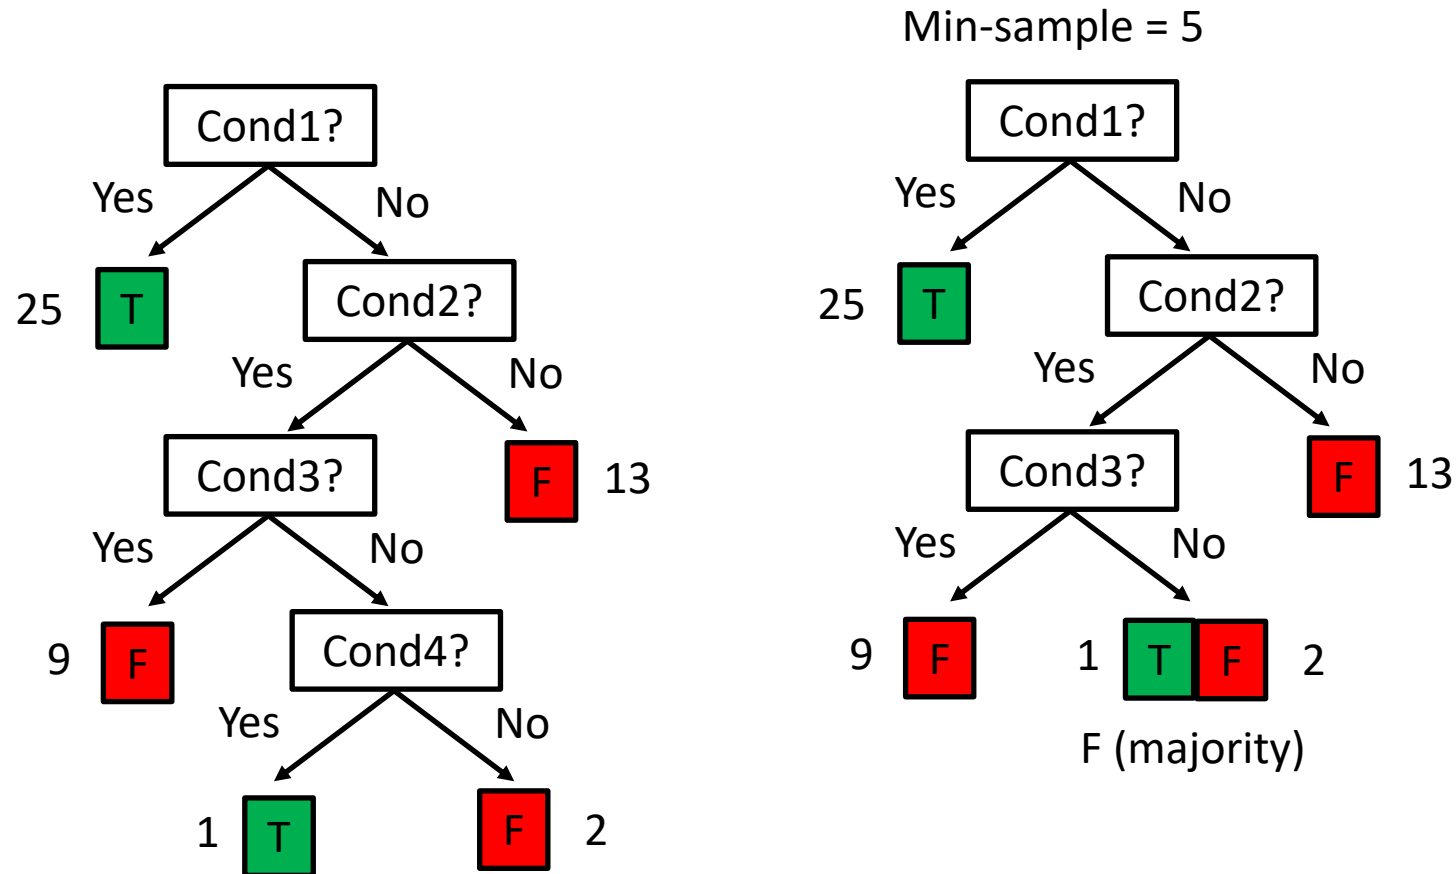 Min-sample = 5
Cond1?
Yes
No
25
T
Cond2?
Yes
No
Cond3?
F
13
Yes
No
9
F
Cond4?
Yes
No
1
T
F
2
Cond1?
Yes
No
25
T
Cond2?
Yes
No
Cond3?
F
13
Yes
No
9
F
1
T
F
2
F (majority)